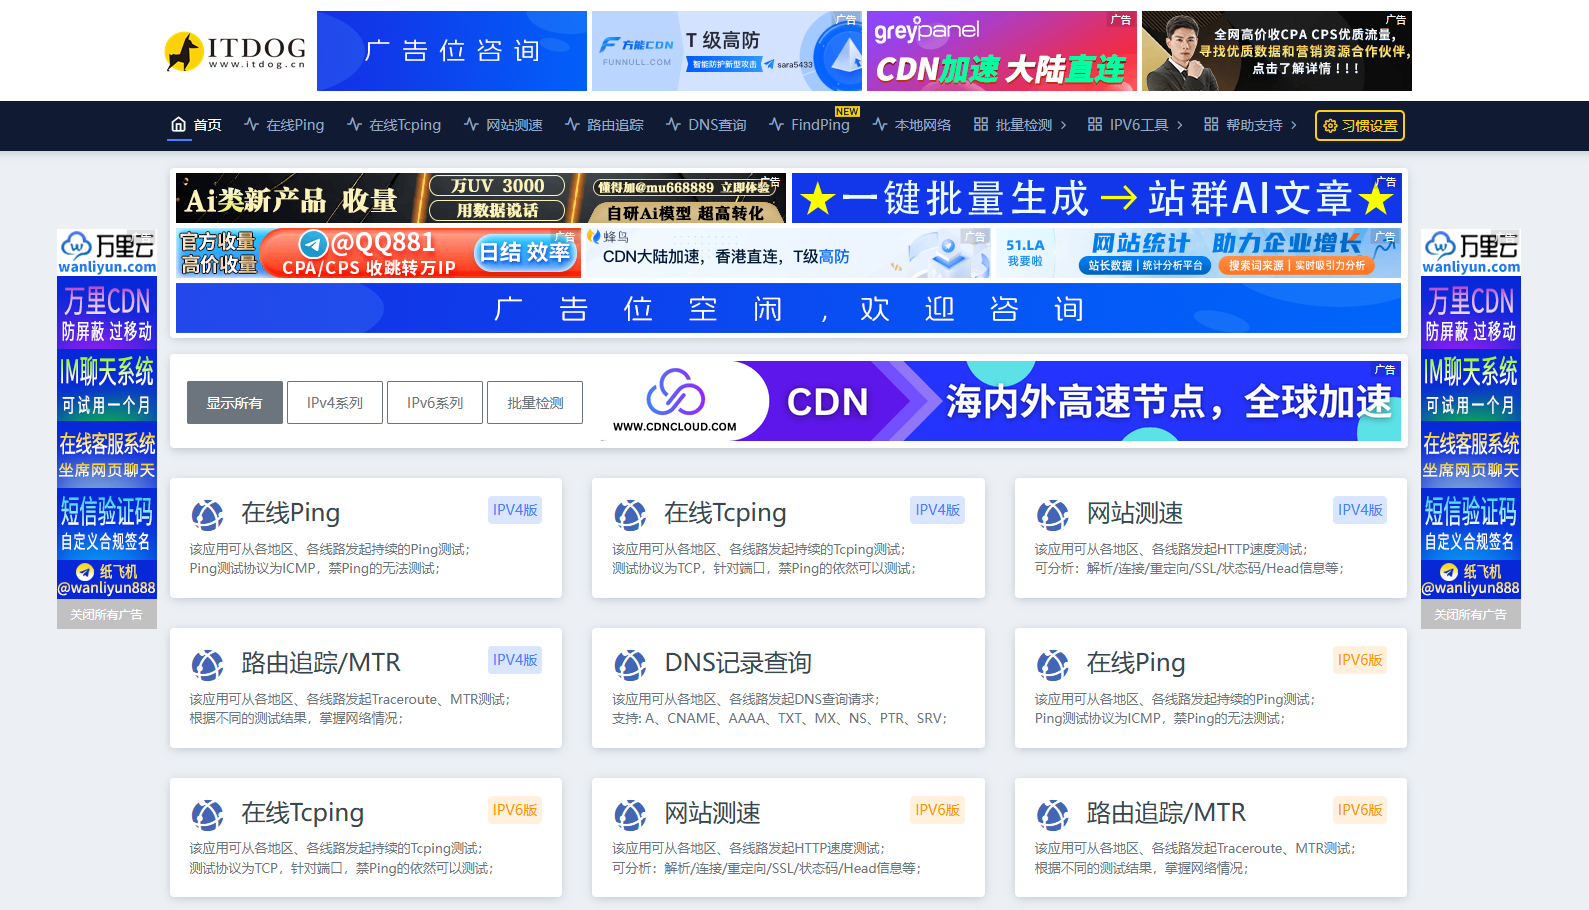 ITDOG
www.itdog.cn
广告位咨询
广告
方能CDN
FUNNULL.COM
T 级高防
智能防护新型攻击
sara5433
广告
greypanel
CDN加速 大陆直连
广告
全网高价收CPA CPS优质流量，
寻找优质数据和营销资源合作伙伴,
点击了解详情 ! ! !
首页
在线Ping
在线Tcping
网站测速
路由追踪
DNS查询
FindPing
NEW
本地网络
批量检测
IPV6工具
帮助支持
习惯设置
Ai类新产品 收量
万UV 3000
用数据说话
广告
懂得加@mu668889 立即体验
自研Ai模型 超高转化
广告
★一键批量生成→站群AI文章★
官方收量
高价收量
@QQ881
CPA/CPS 收跳转万IP
广告
日结 效率
蜂鸟
广告
CDN大陆加速，香港直连，T级高防
51.LA
我要啦
网站统计 助力企业增长
广告
站长数据 | 统计分析平台
搜索词来源 | 实时吸引力分析
广告位空闲，欢迎咨询
万里云
wanliyun.com
万里CDN
防屏蔽 过移动
IM聊天系统
可试用一个月
在线客服系统
坐席网页聊天
短信验证码
自定义合规签名
纸飞机
@wanliyun888
关闭所有广告
万里云
wanliyun.com
万里CDN
防屏蔽 过移动
IM聊天系统
可试用一个月
在线客服系统
坐席网页聊天
短信验证码
自定义合规签名
纸飞机
@wanliyun888
关闭所有广告
显示所有
IPv4系列
IPv6系列
批量检测
WWW.CDNCLOUD.COM
CDN
海内外高速节点，全球加速
广告
在线Ping
IPV4版
该应用可从各地区、各线路发起持续的Ping测试；
Ping测试协议为ICMP，禁Ping的无法测试；
在线Tcping
IPV4版
该应用可从各地区、各线路发起持续的Tcping测试；
测试协议为TCP，针对端口，禁Ping的依然可以测试；
网站测速
IPV4版
该应用可从各地区、各线路发起HTTP速度测试；
可分析：解析/连接/重定向/SSL/状态码/Head信息等；
路由追踪/MTR
IPV4版
该应用可从各地区、各线路发起Traceroute、MTR测试；
根据不同的测试结果，掌握网络情况；
DNS记录查询
该应用可从各地区、各线路发起DNS查询请求；
支持: A、CNAME、AAAA、TXT、MX、NS、PTR、SRV；
在线Ping
IPV6版
该应用可从各地区、各线路发起持续的Ping测试；
Ping测试协议为ICMP，禁Ping的无法测试；
在线Tcping
IPV6版
该应用可从各地区、各线路发起持续的Tcping测试；
测试协议为TCP，针对端口，禁Ping的依然可以测试；
网站测速
IPV6版
该应用可从各地区、各线路发起HTTP速度测试；
可分析：解析/连接/重定向/SSL/状态码/Head信息等；
路由追踪/MTR
IPV6版
该应用可从各地区、各线路发起Traceroute、MTR测试；
根据不同的测试结果，掌握网络情况；